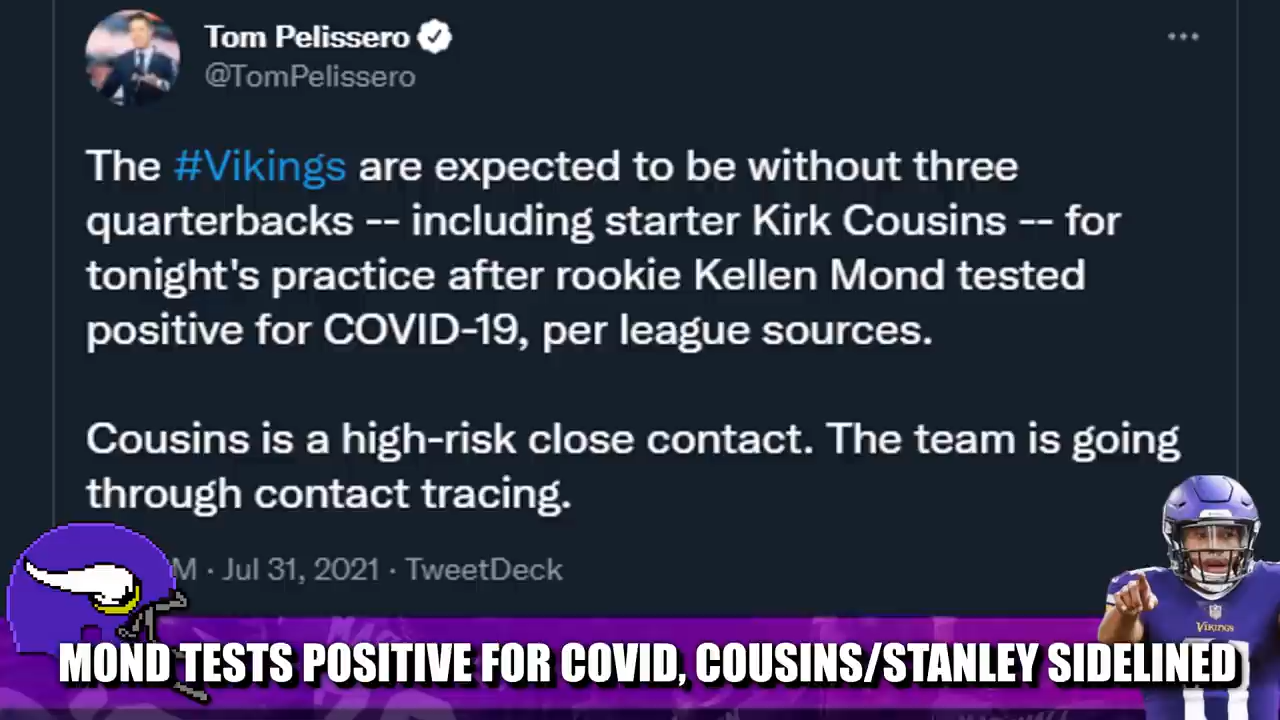 Tom Pelissero
@TomPelissero
The #Vikings are expected to be without three
quarterbacks -- including starter Kirk Cousins -- for
tonight's practice after rookie Kellen Mond tested
positive for COVID-19, per league sources.
Cousins is a high-risk close contact. The team is going
through contact tracing.
M · Jul 31, 2021 · TweetDeck
VIKINGS
MOND TESTS POSITIVE FOR COVID, COUSINS/STANLEY SIDELINED